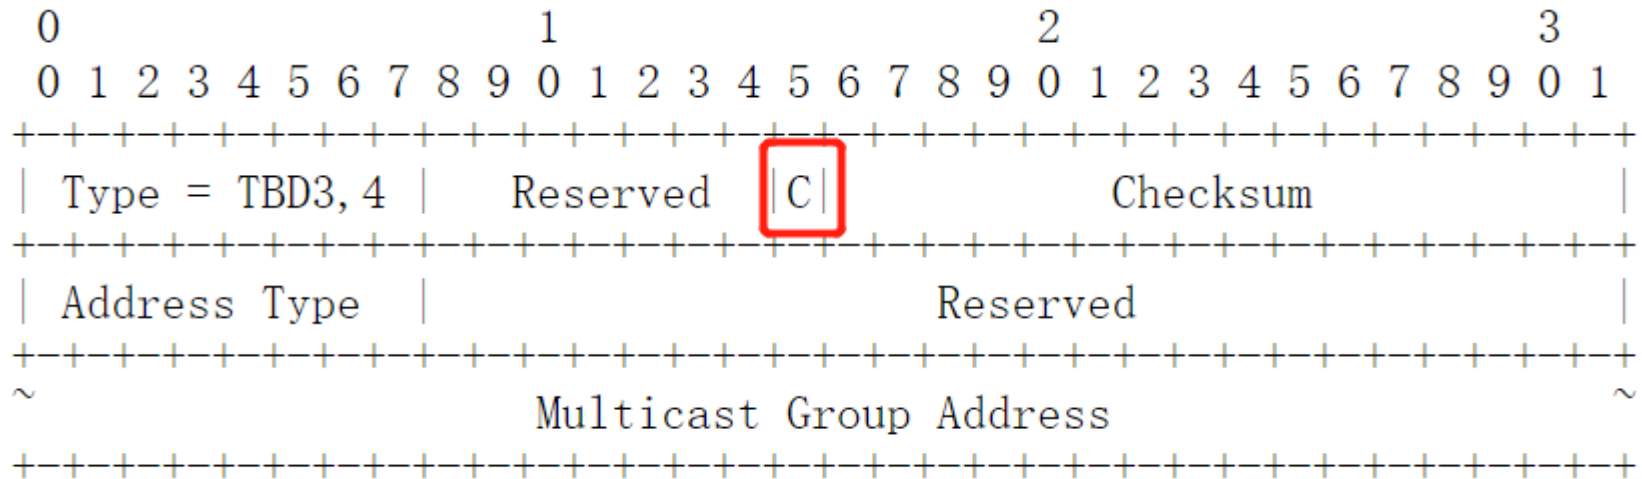 0 1 2 3
0 1 2 3 4 5 6 7 8 9 0 1 2 3 4 5 6 7 8 9 0 1 2 3 4 5 6 7 8 9 0 1
+-+-+-+-+-+-+-+-+-+-+-+-+-+-+-+-+-+-+-+-+-+-+-+-+-+-+-+-+-+-+-+-+
| Type = TBD3,4 | Reserved |C| Checksum |
+-+-+-+-+-+-+-+-+-+-+-+-+-+-+-+-+-+-+-+-+-+-+-+-+-+-+-+-+-+-+-+-+
| Address Type | Reserved |
+-+-+-+-+-+-+-+-+-+-+-+-+-+-+-+-+-+-+-+-+-+-+-+-+-+-+-+-+-+-+-+-+
~ Multicast Group Address ~
+-+-+-+-+-+-+-+-+-+-+-+-+-+-+-+-+-+-+-+-+-+-+-+-+-+-+-+-+-+-+-+-+